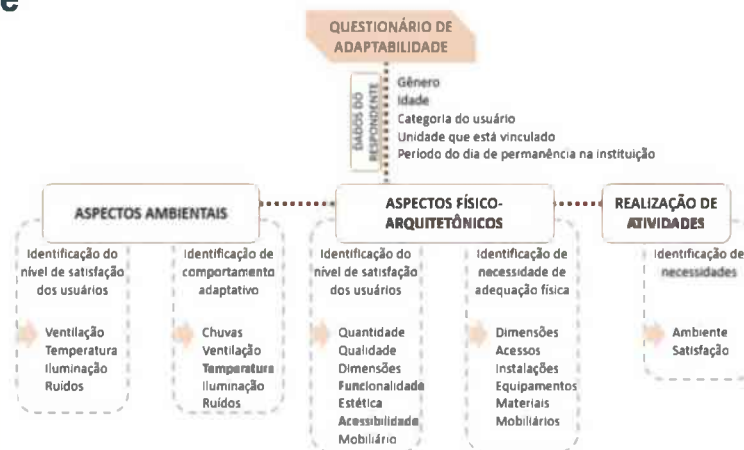 e
QUESTIONÁRIO DE
ADAPTABILIDADE
DADOS DO
RESPONDENTE
Gênero
Idade
Categoria do usuário
Unidade que está vinculado
Período do dia de permanência na instituição
ASPECTOS AMBIENTAIS
ASPECTOS FÍSICO-
ARQUITETÔNICOS
REALIZAÇÃO DE
ATIVIDADES
Identificação do
nível de satisfação
dos usuários
Ventilação
Temperatura
Iluminação
Ruídos
Identificação de
comportamento
adaptativo
Chuvas
Ventilação
Temperatura
Iluminação
Ruídos
Identificação do
nível de satisfação
dos usuários
Quantidade
Qualidade
Dimensões
Funcionalidade
Estética
Acessibilidade
Mobiliário
Identificação de
necessidade de
adequação física
Dimensões
Acessos
Instalações
Equipamentos
Materiais
Mobiliários
Identificação de
necessidades
Ambiente
Satisfação